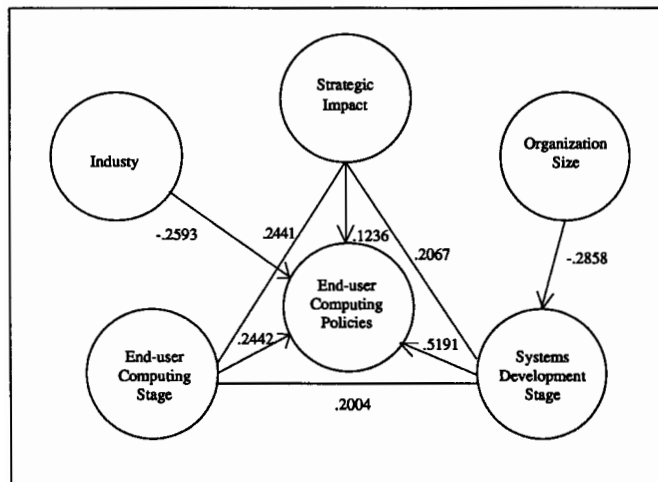 Strategic
Impact
Industy
Organization
Size
-.2593
.2441
.1236
.2067
-.2858
End-user
Computing
Policies
.2442
.5191
End-user
Computing
Stage
Systems
Development
Stage
.2004